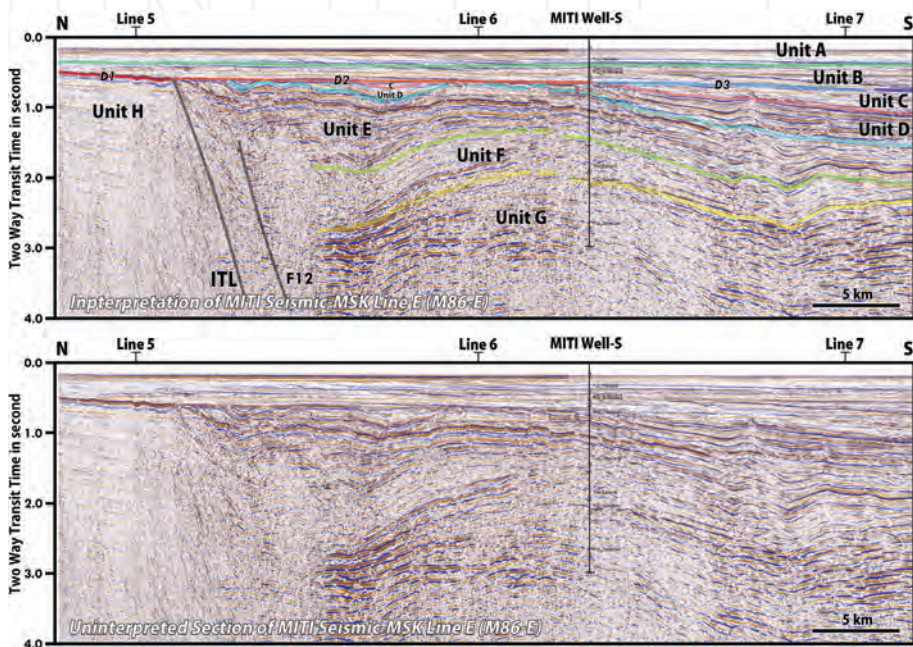 N Line 5 Line 6 MITI Well-S Line 7 S
Two Way Transit Time in second
0.0
1.0
2.0
3.0
4.0
Unit A
Unit B
Unit C
Unit D
D1
D2
D3
Unit D
Unit H
Unit E
Unit F
Unit G
ITL
F12
5 km
Inpterpretation of MITI Seismic-MSK Line E (M86-E)
N Line 5 Line 6 MITI Well-S Line 7 S
Two Way Transit Time in second
0.0
1.0
2.0
3.0
4.0
5 km
Uninterpreted Section of MITI Seismic-MSK Line E (M86-E)